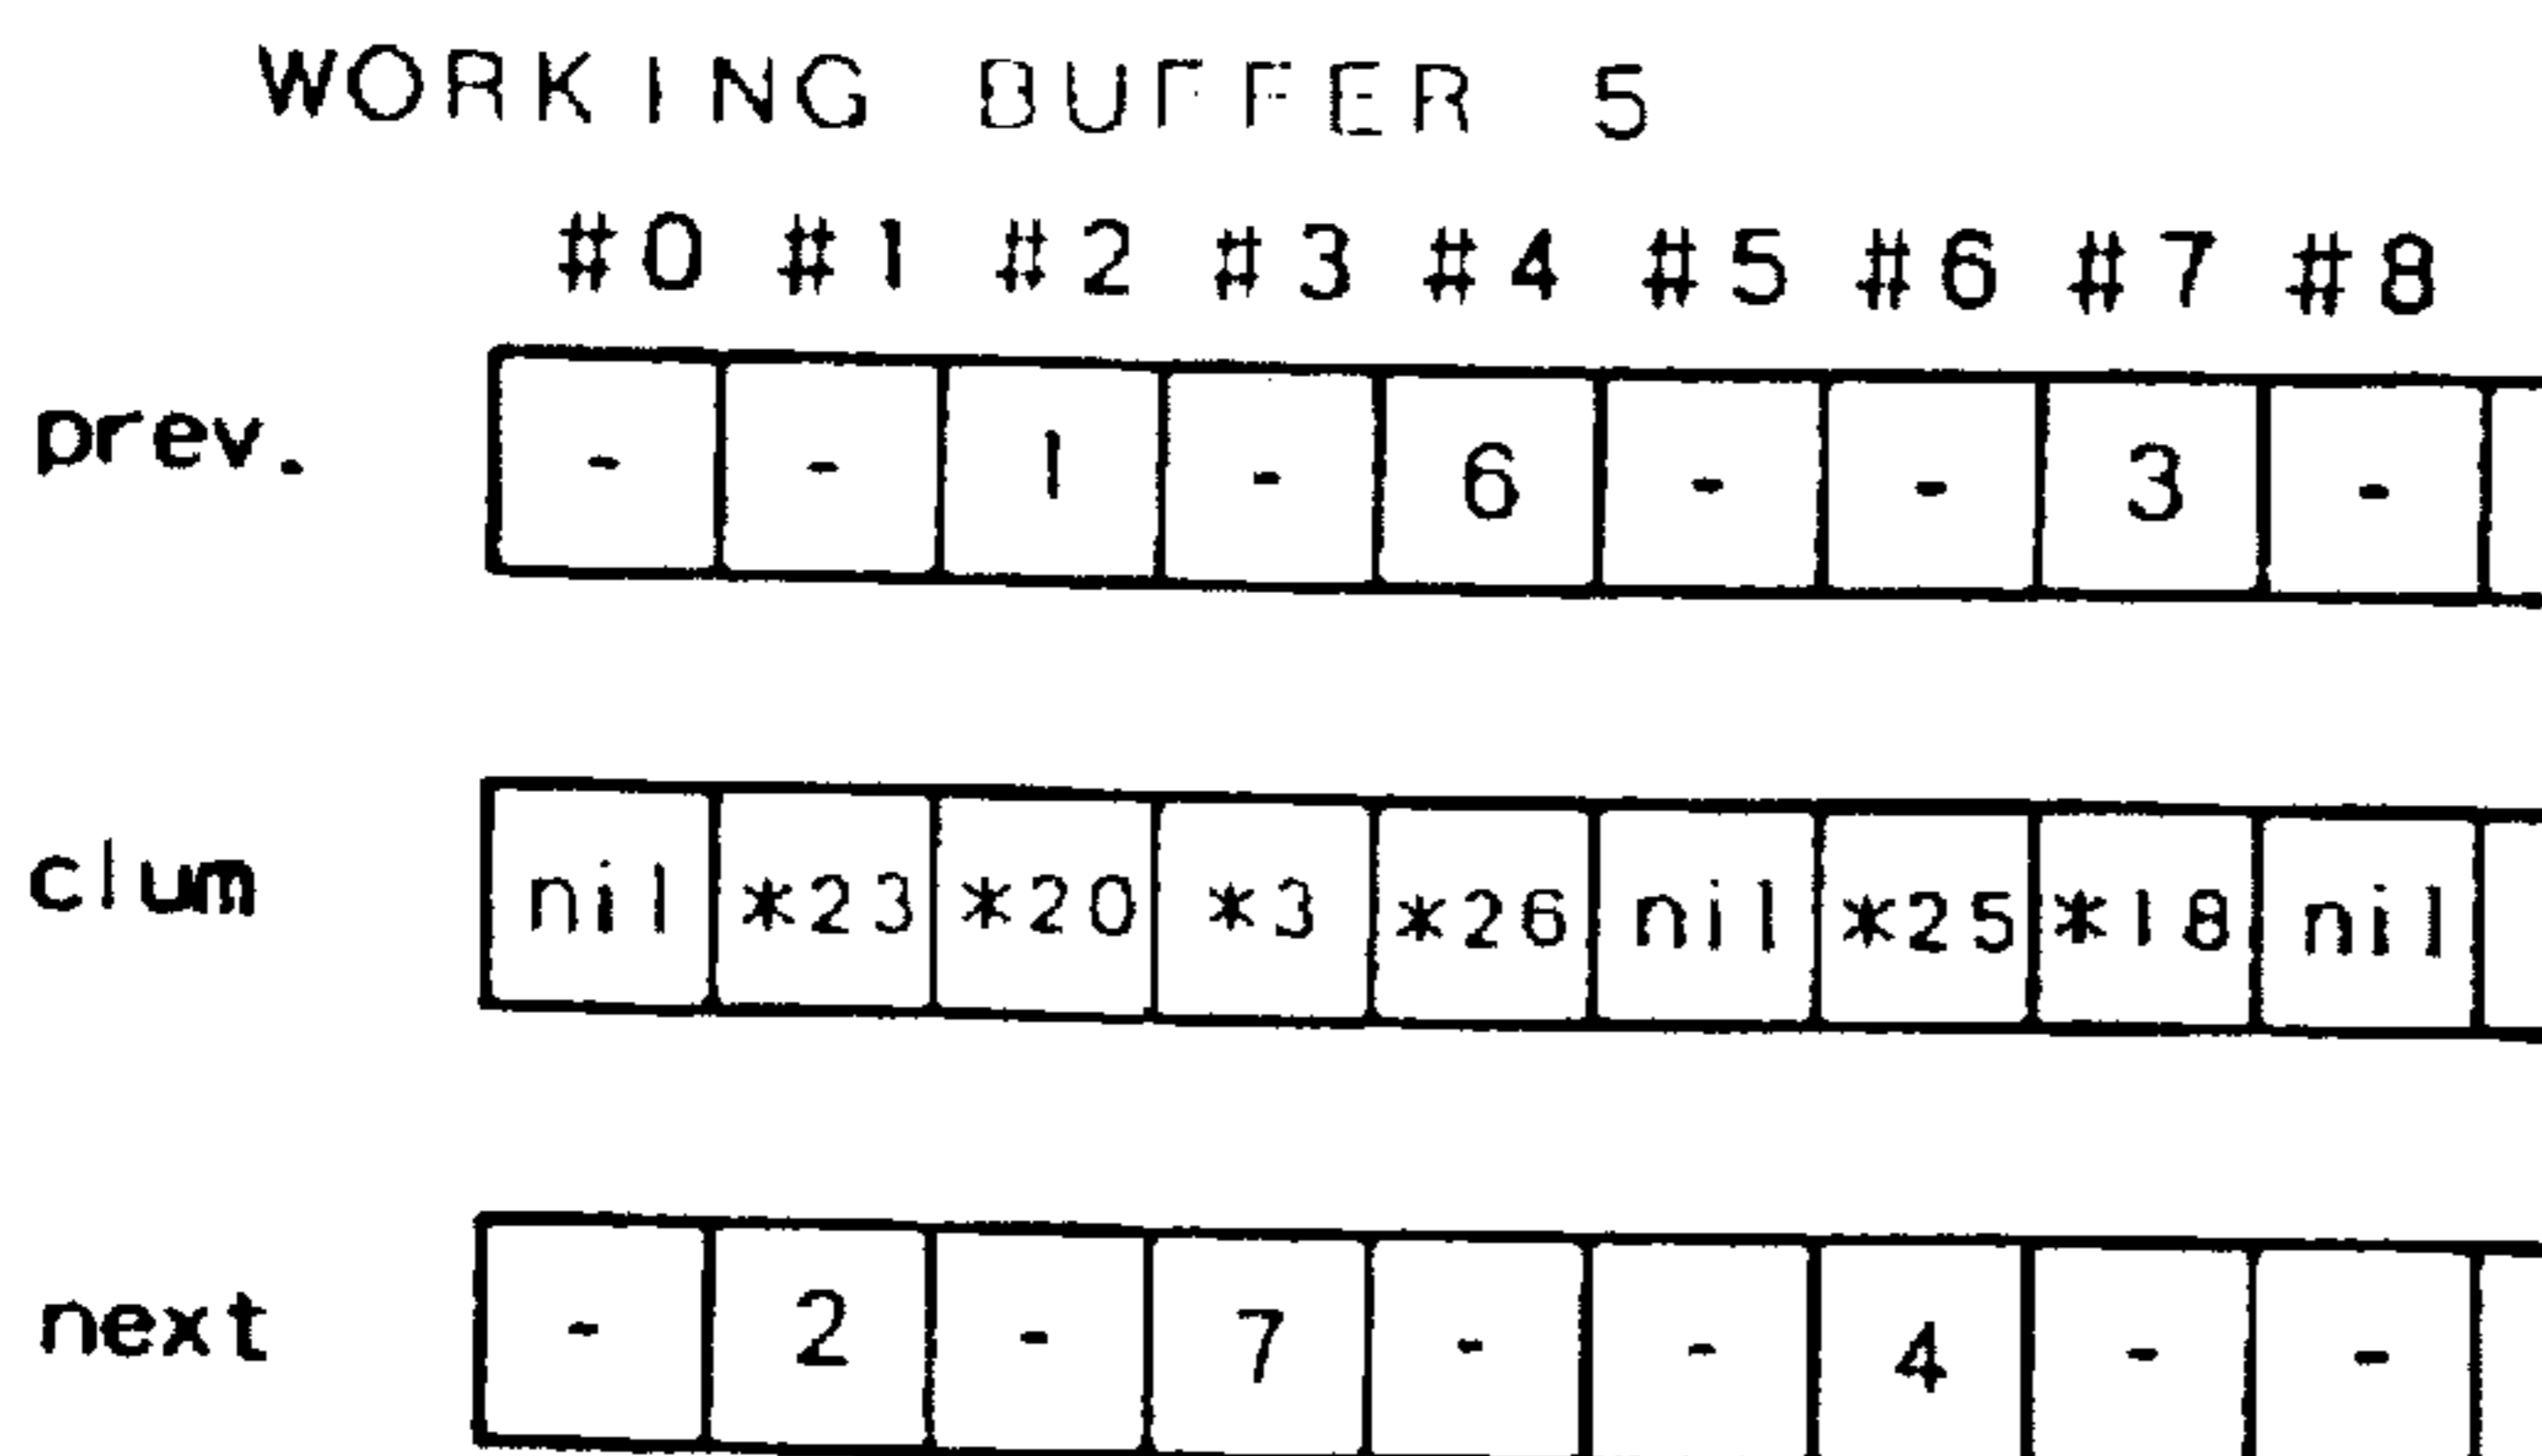 WORKING BUFFER 5
#0 #1 #2 #3 #4 #5 #6 #7 #8
prev. - - 1 - 6 - - 3 -
clum nil *23 *20 *3 *26 nil *25 *18 nil
next - 2 - 7 - - 4 - -